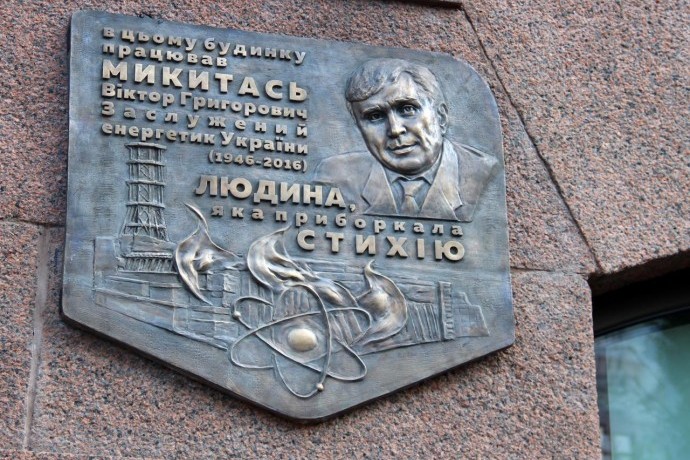 в цьому будинку
працював
МИКИТАСЬ
Віктор Григорович
Заслужений
енергетик України
(1946-2016)
ЛЮДИНА,
яка приборкала
СТИХІЮ